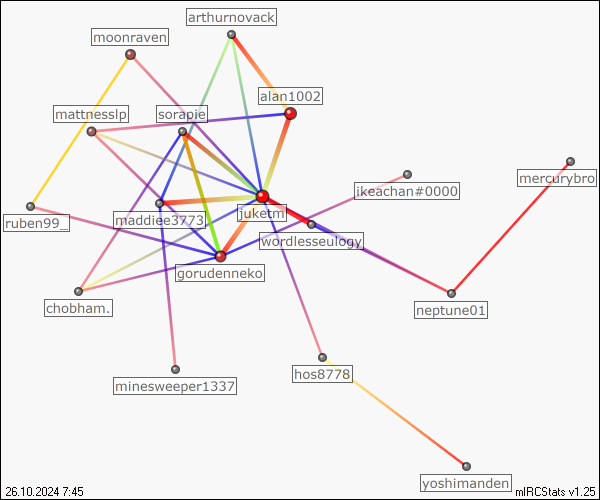 arthurnovack
moonraven
alan1002
mattnesslp
sorapie
mercurybro
ikeachan#0000
ruben99_
maddiee3773
juketm
wordlesseulogy
gorudenneko
chobham.
neptune01
hos8778
minesweeper1337
yoshimanden
26.10.2024 7:45
mIRCStats v1.25